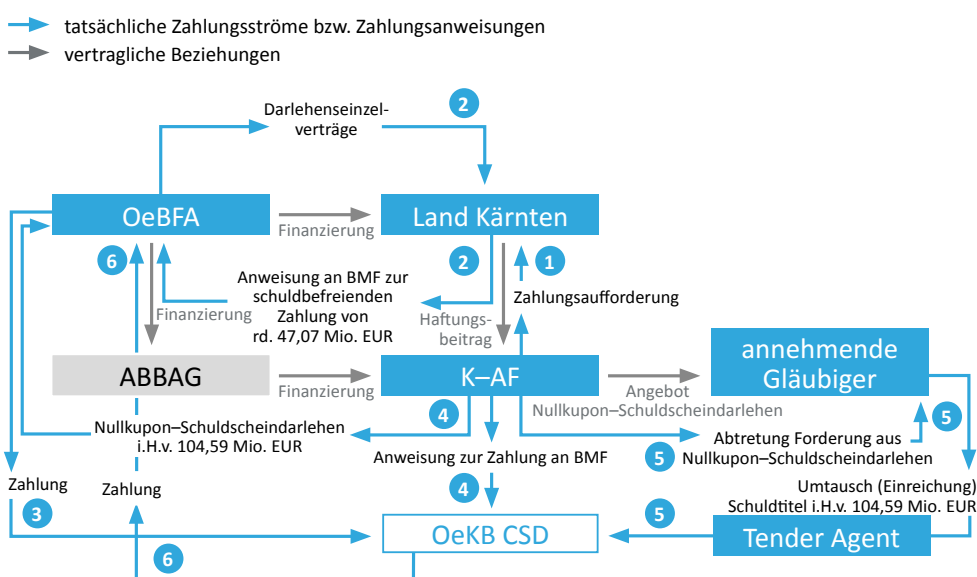 tatsächliche Zahlungsströme bzw. Zahlungsanweisungen
vertragliche Beziehungen
Darlehenseinzel-
verträge
2
OeBFA
Finanzierung
Land Kärnten
6
2
1
Anweisung an BMF zur
schuldbefreienden
Zahlung von
rd. 47,07 Mio. EUR
Finanzierung
Zahlungsaufforderung
Haftungs-
beitrag
ABBAG
Finanzierung
K–AF
Angebot
Nullkupon–Schuldscheindarlehen
annehmende
Gläubiger
4
Nullkupon–Schuldscheindarlehen
i.H.v. 104,59 Mio. EUR
Anweisung zur Zahlung an BMF
5
Abtretung Forderung aus
Nullkupon–Schuldscheindarlehen
5
Zahlung
3
Zahlung
4
Umtausch (Einreichung)
Schuldtitel i.H.v. 104,59 Mio. EUR
OeKB CSD
5
Tender Agent
6